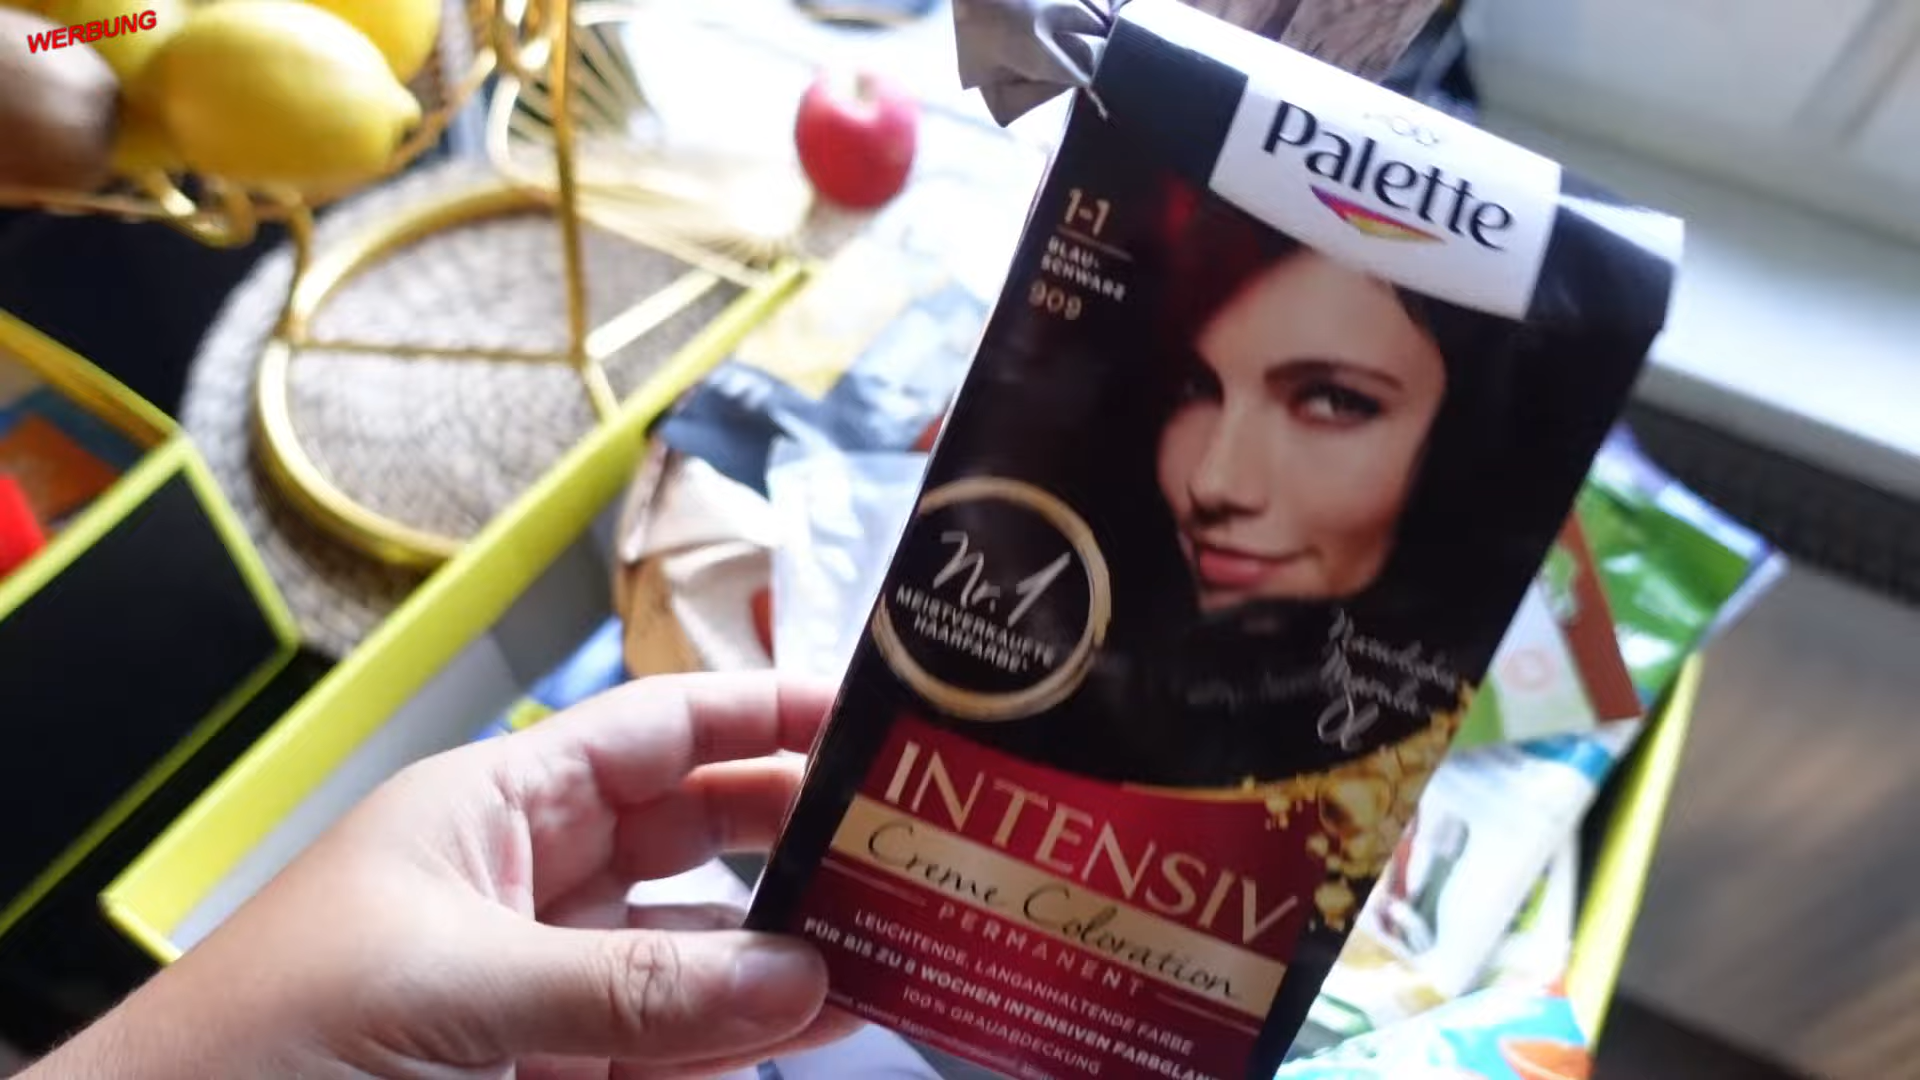 WERBUNG
Palette
1-1
BLAU-
SCHWARZ
909
Nr. 1
MEISTVERKAUFTE
HAARFARBE*
INTENSIV
Creme Coloration
PERMANENT
LEUCHTENDE, LANGANHALTENDE FARBE
FÜR BIS ZU 8 WOCHEN INTENSIVEN FARBGLANZ
100% GRAUABDECKUNG